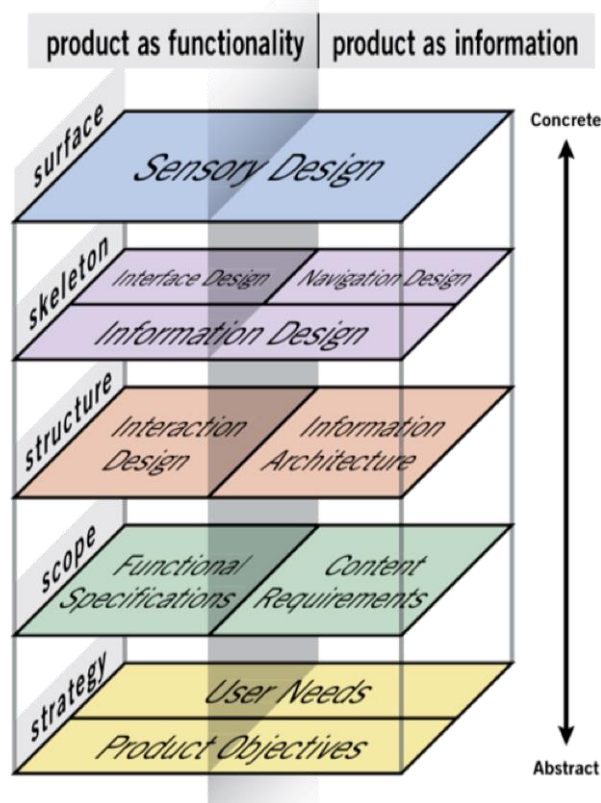 product as functionality
product as information
Concrete
surface
Sensory Design
skeleton
Interface Design
Navigation Design
Information Design
structure
Interaction
Design
Information
Architecture
scope
Functional
Specifications
Content
Requirements
strategy
User Needs
Product Objectives
Abstract